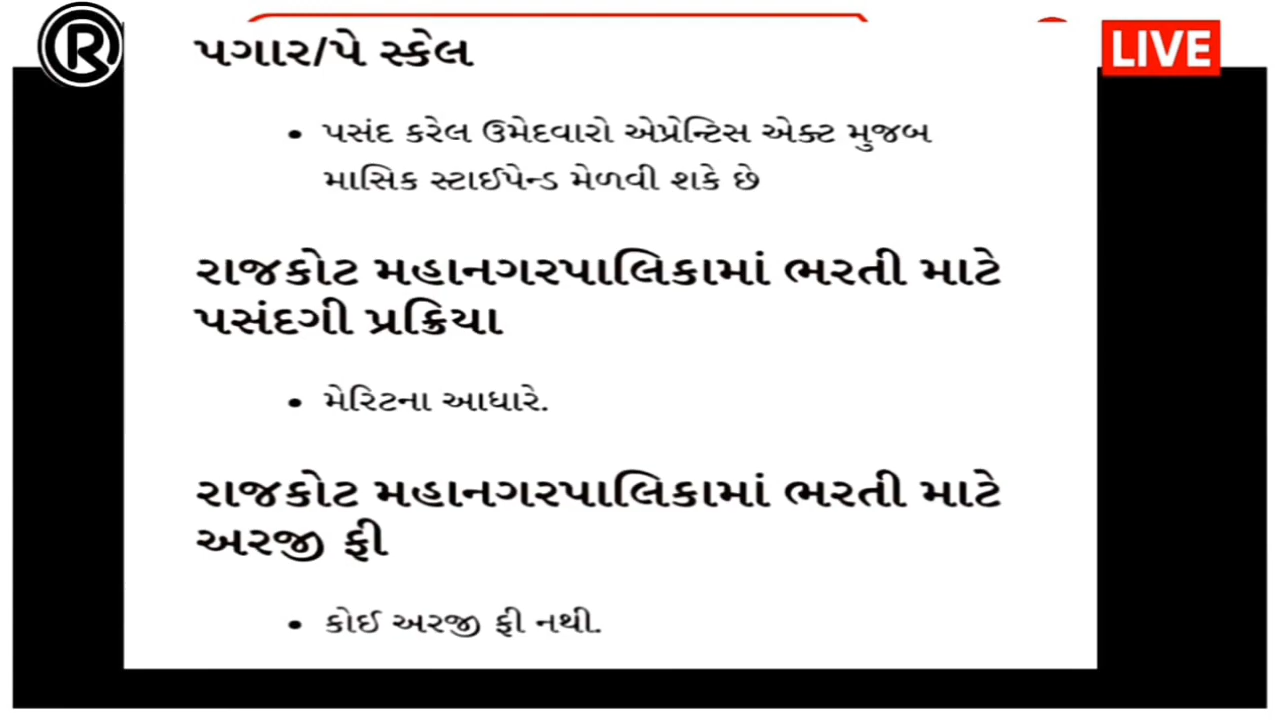 R
LIVE
પગાર/પે સ્કેલ
• પસંદ કરેલ ઉમેદવારો એપ્રેન્ટિસ એક્ટ મુજબ
માસિક સ્ટાઈપેન્ડ મેળવી શકે છે
રાજકોટ મહાનગરપાલિકામાં ભરતી માટે
પસંદગી પ્રક્રિયા
• મેરિટના આધારે.
રાજકોટ મહાનગરપાલિકામાં ભરતી માટે
અરજી ફી
• કોઈ અરજી ફી નથી.